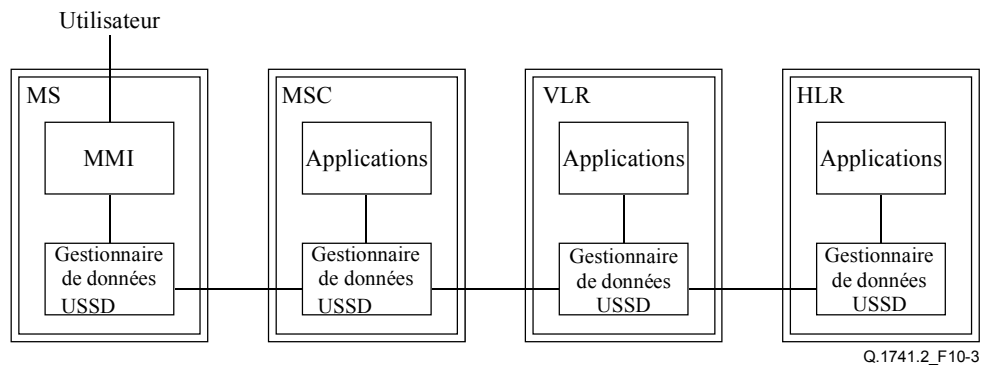 Utilisateur
MS
MSC
VLR
HLR
MMI
Applications
Applications
Applications
Gestionnaire
de données
USSD
Gestionnaire
de données
USSD
Gestionnaire
de données
USSD
Gestionnaire
de données
USSD
Q.1741.2_F10-3